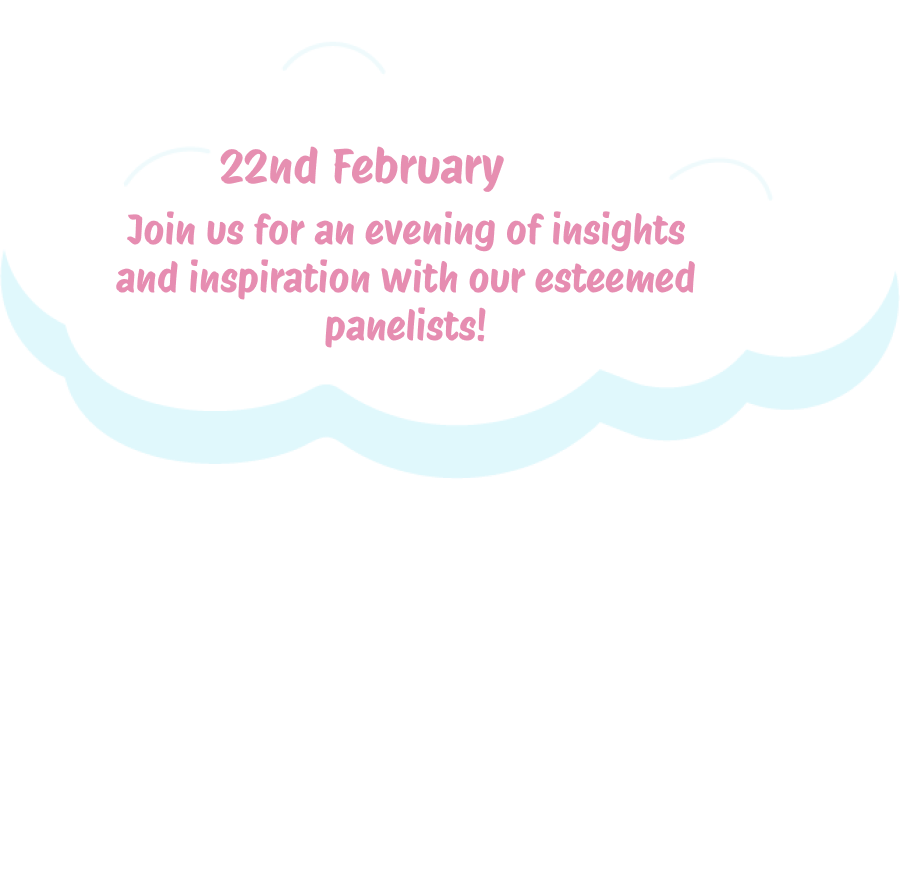 22nd February
Join us for an evening of insights
and inspiration with our esteemed
panelists!